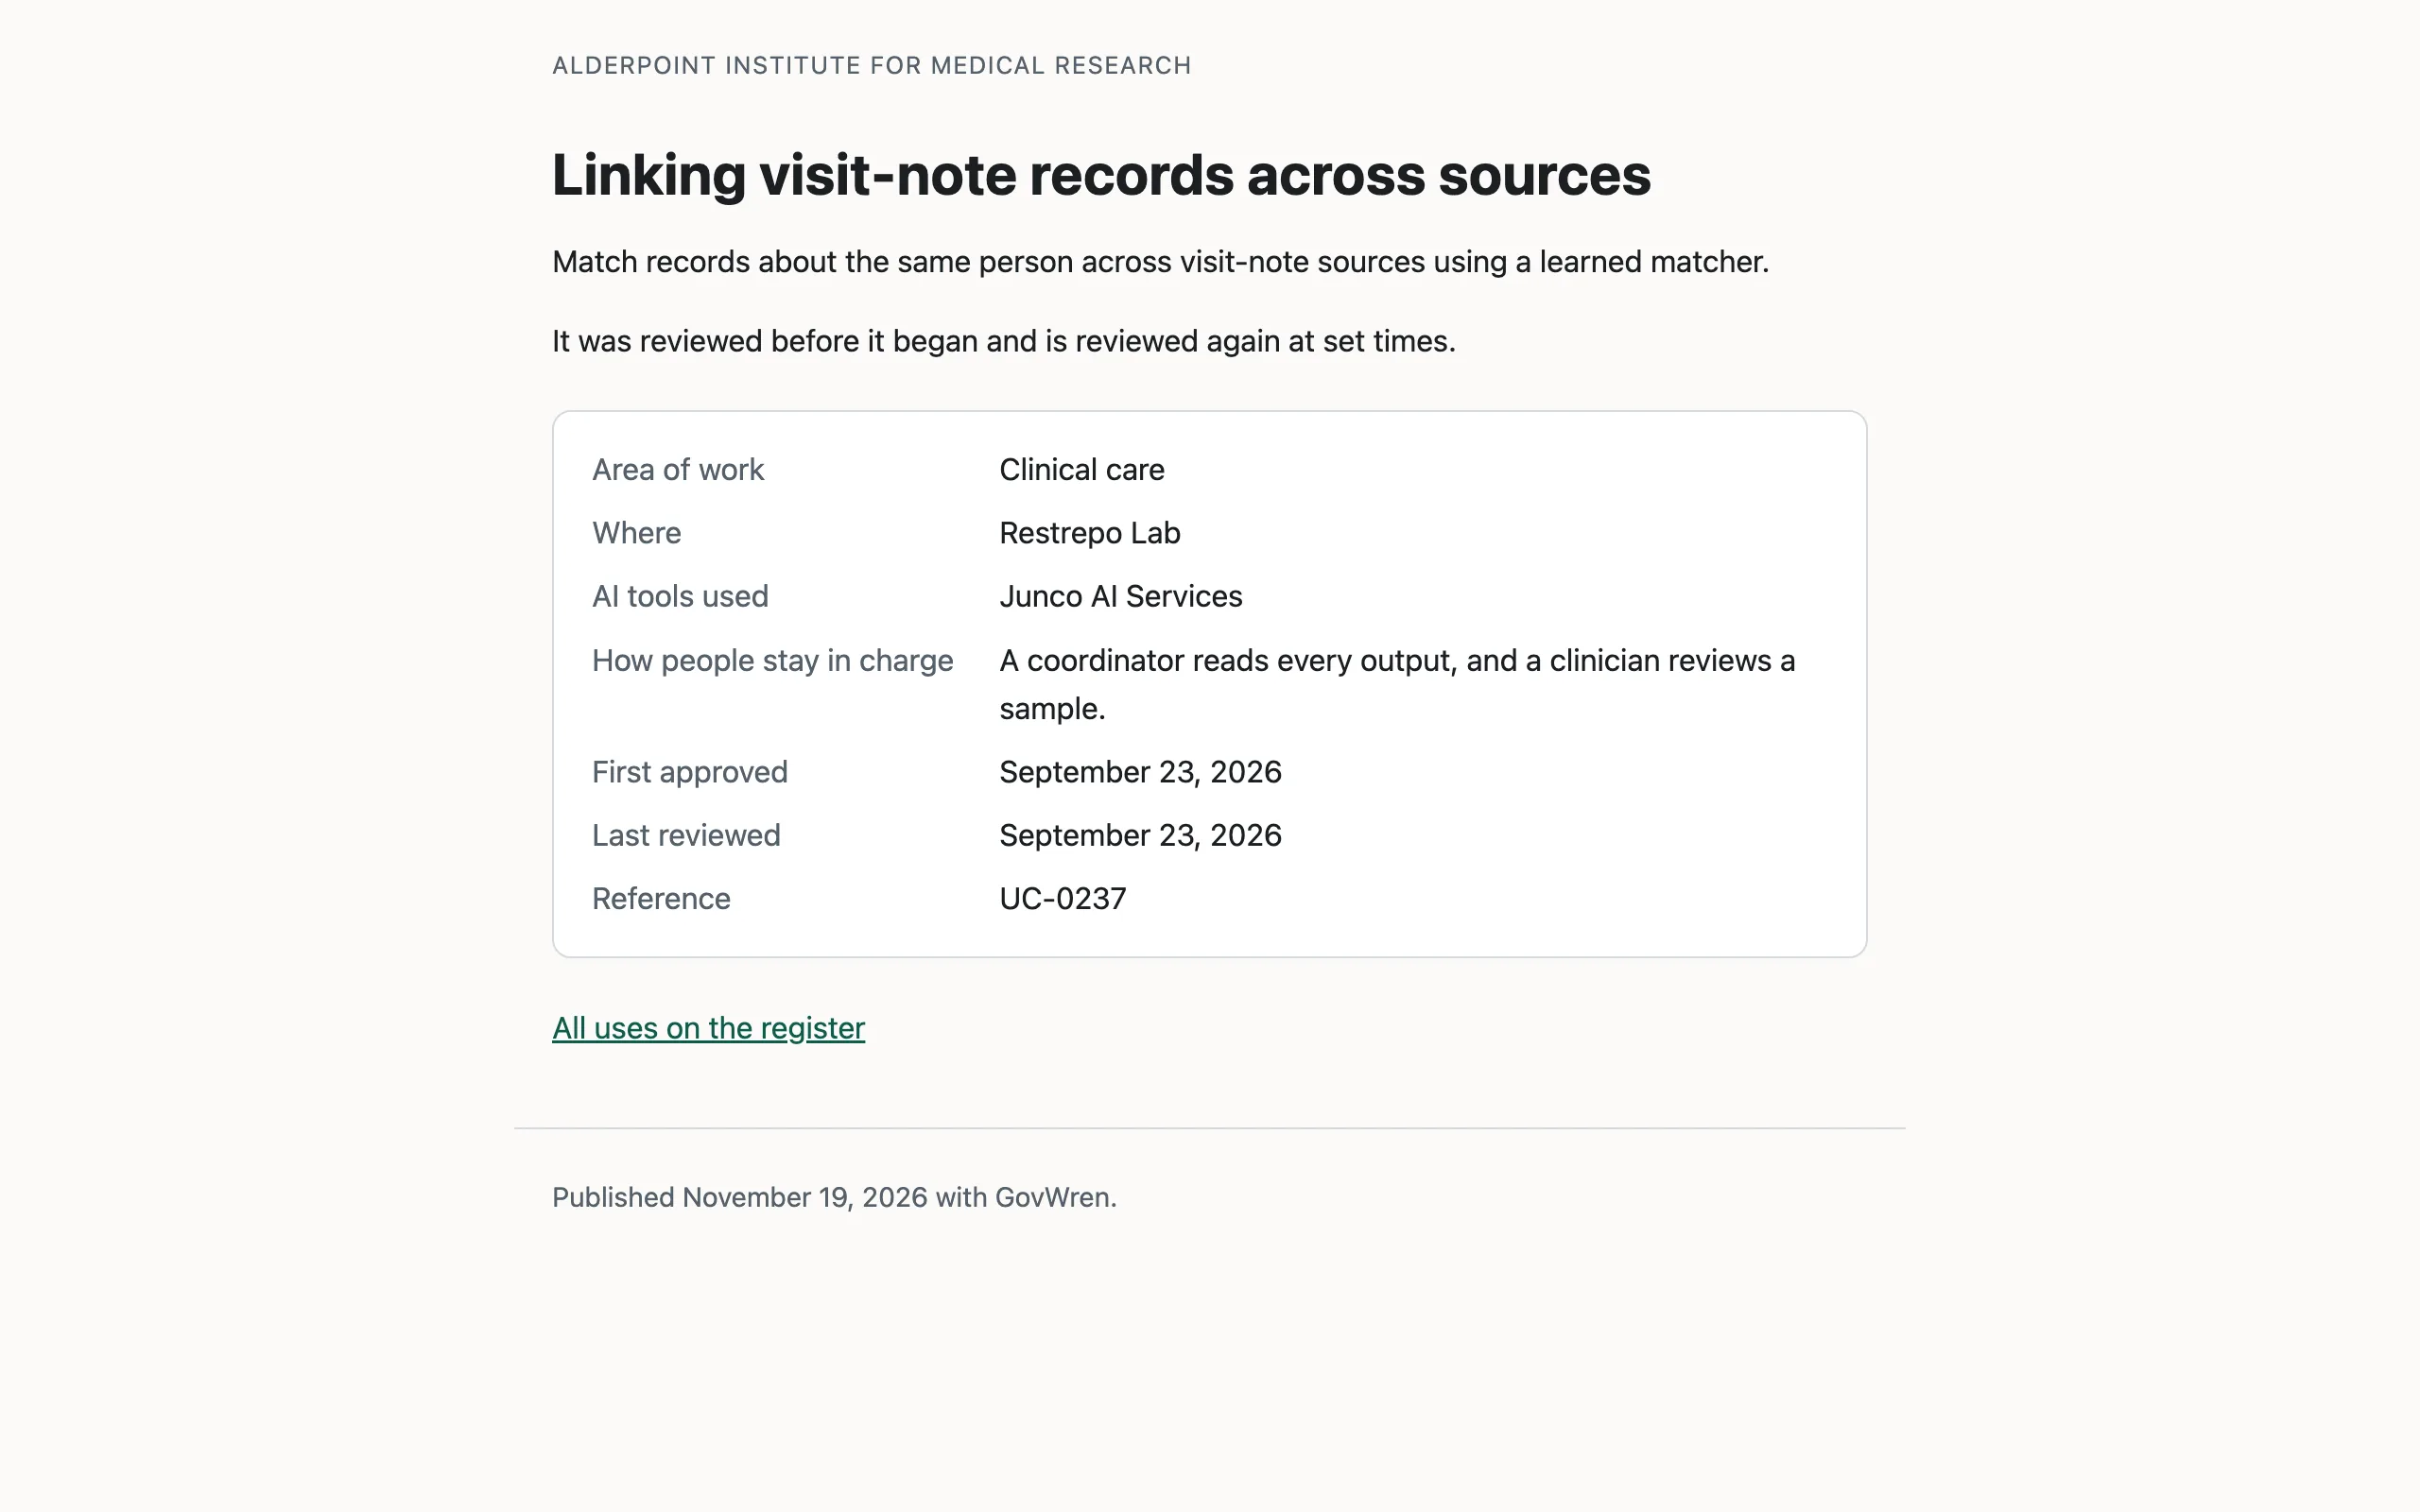 ALDERPOINT INSTITUTE FOR MEDICAL RESEARCH
Linking visit-note records across sources
Match records about the same person across visit-note sources using a learned matcher.
It was reviewed before it began and is reviewed again at set times.
Area of work Clinical care
Where Restrepo Lab
AI tools used Junco AI Services
How people stay in charge A coordinator reads every output, and a clinician reviews a
sample.
First approved September 23, 2026
Last reviewed September 23, 2026
Reference UC-0237
All uses on the register
Published November 19, 2026 with GovWren.